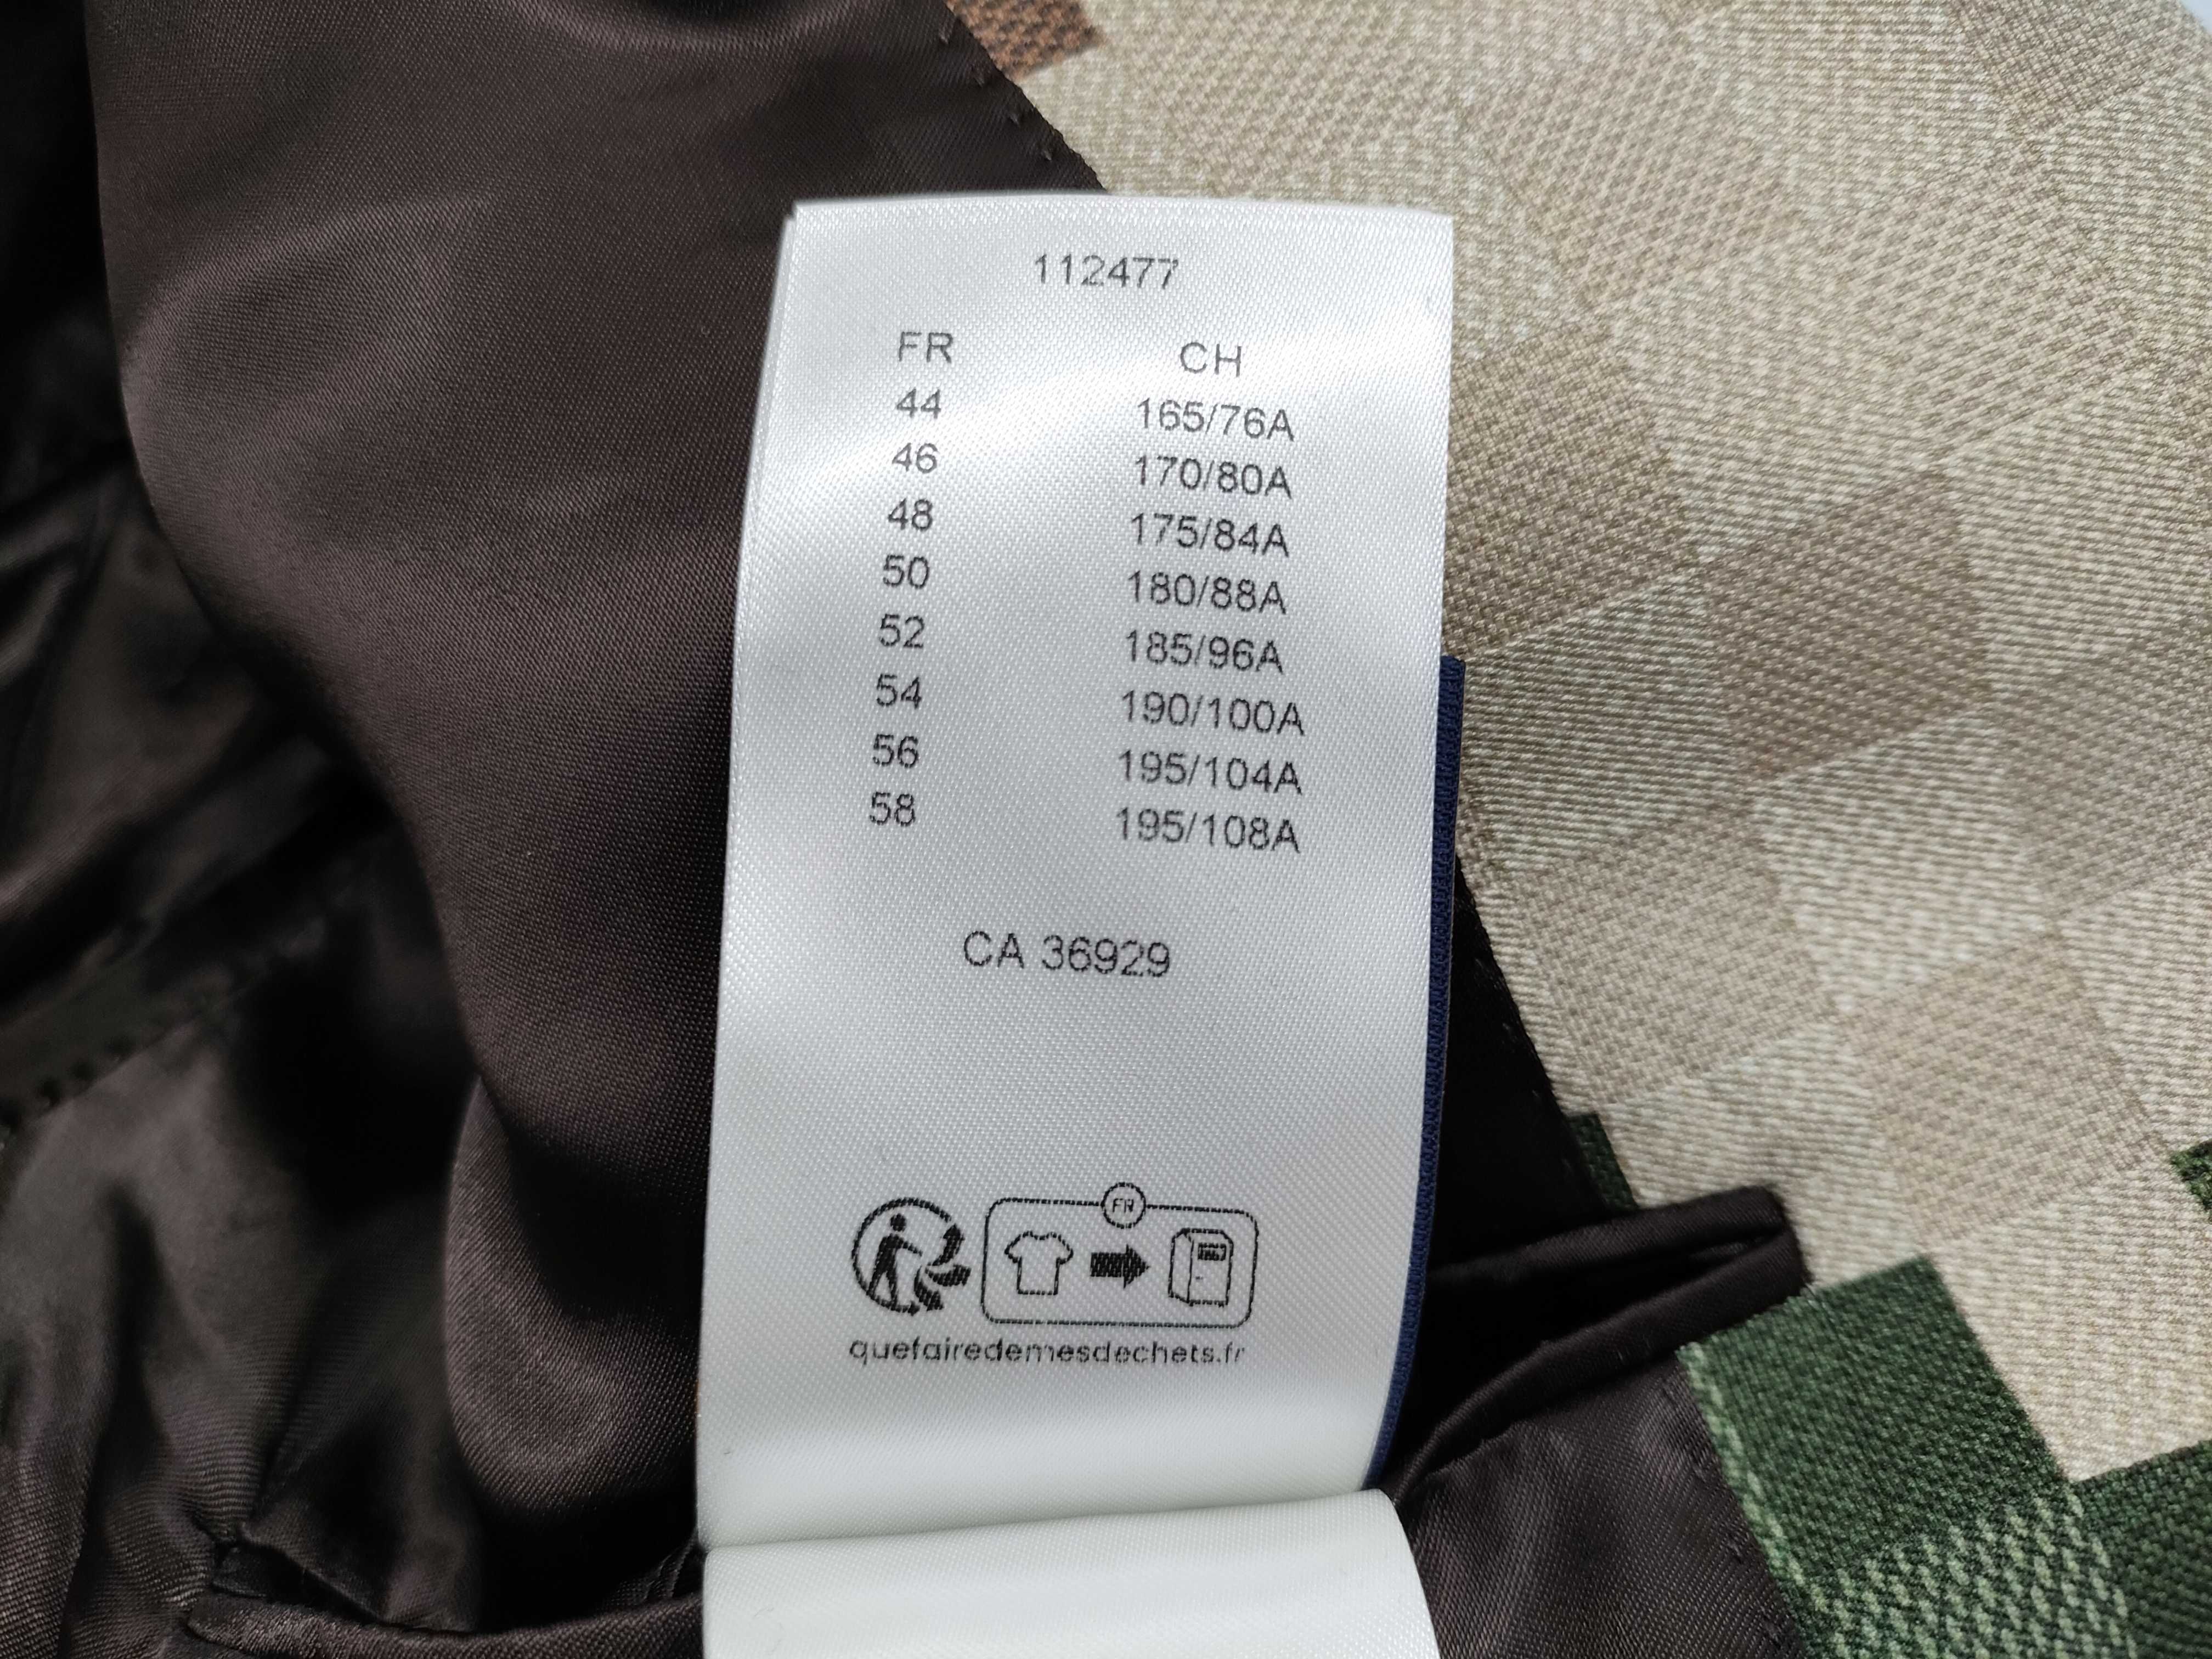 112477
FR CH
44 165/76A
46 170/80A
48 175/84A
50 180/88A
52 185/96A
54 190/100A
56 195/104A
58 195/108A
CA 36929
FR
quefairedemesdechets.fr